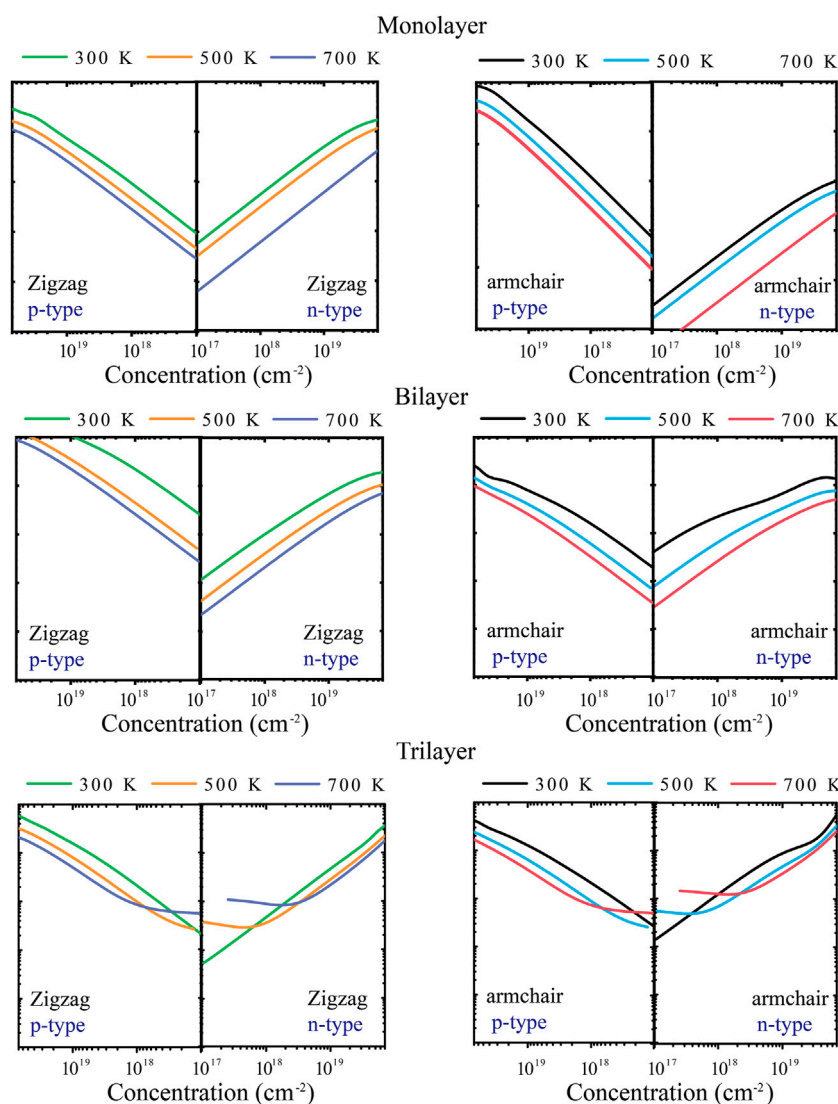 Monolayer
300 K 500 K 700 K
300 K 500 K 700 K
Zigzag Zigzag
p-type n-type
armchair armchair
p-type n-type
10¹⁹ 10¹⁸ 10¹⁷ 10¹⁸ 10¹⁹
10¹⁹ 10¹⁸ 10¹⁷ 10¹⁸ 10¹⁹
Concentration (cm⁻²)
Concentration (cm⁻²)
Bilayer
300 K 500 K 700 K
300 K 500 K 700 K
Zigzag Zigzag
p-type n-type
armchair armchair
p-type n-type
10¹⁹ 10¹⁸ 10¹⁷ 10¹⁸ 10¹⁹
10¹⁹ 10¹⁸ 10¹⁷ 10¹⁸ 10¹⁹
Concentration (cm⁻²)
Concentration (cm⁻²)
Trilayer
300 K 500 K 700 K
300 K 500 K 700 K
Zigzag Zigzag
p-type n-type
armchair armchair
p-type n-type
10¹⁹ 10¹⁸ 10¹⁷ 10¹⁸ 10¹⁹
10¹⁹ 10¹⁸ 10¹⁷ 10¹⁸ 10¹⁹
Concentration (cm⁻²)
Concentration (cm⁻²)